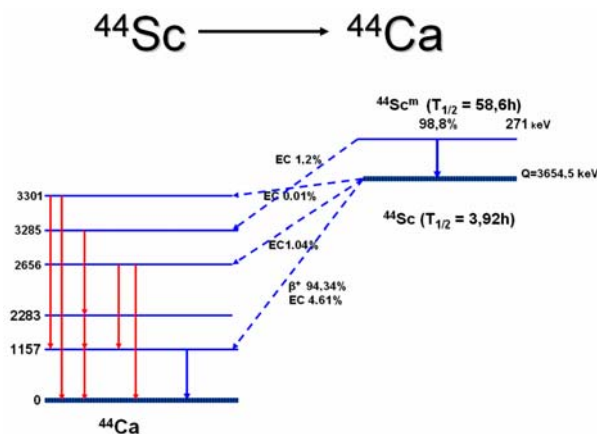 ⁴⁴Sc ⟶ ⁴⁴Ca
⁴⁴Scᵐ (T₁/₂ = 58,6h)
98,8% 271 keV
EC 1.2%
Q=3654,5 keV
3301
EC 0.01%
⁴⁴Sc (T₁/₂ = 3,92h)
3285
EC1.04%
2656
β⁺ 94,34%
EC 4.61%
2283
1157
0
⁴⁴Ca